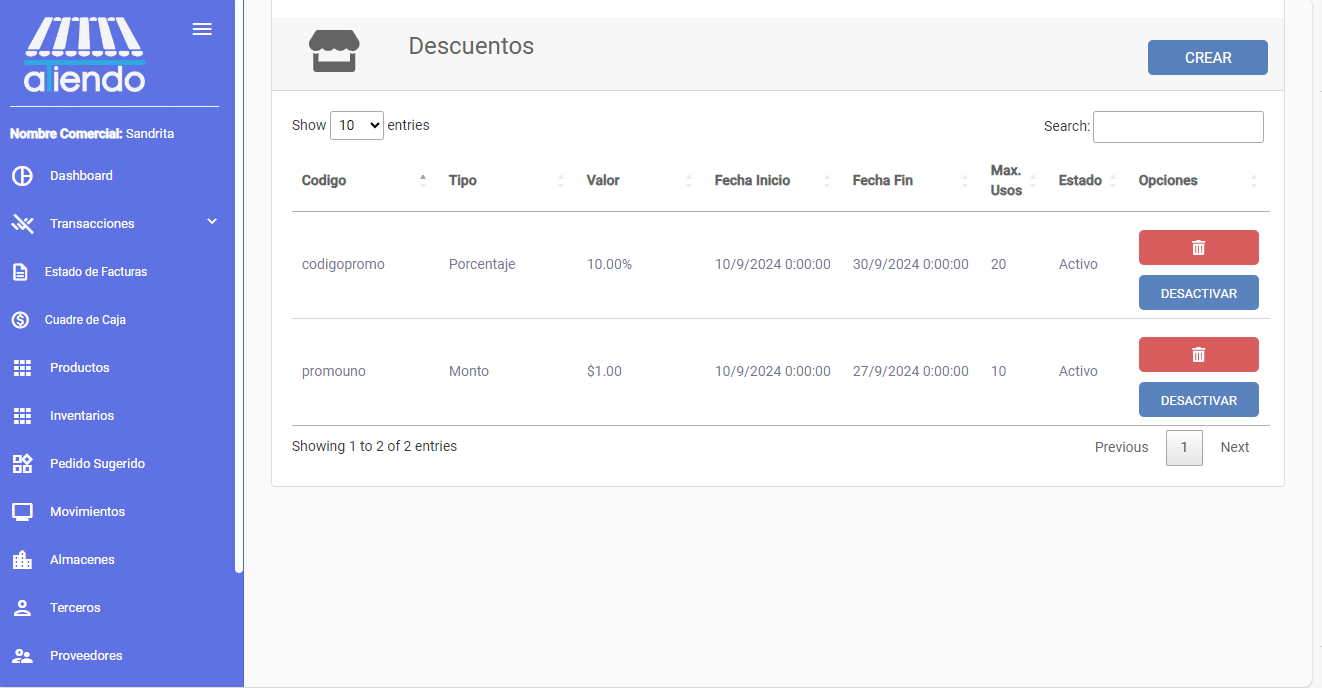 aTiendo
Nombre Comercial: Sandrita
Dashboard
Transacciones
Estado de Facturas
Cuadre de Caja
Productos
Inventarios
Pedido Sugerido
Movimientos
Almacenes
Terceros
Proveedores
Descuentos
CREAR
Show 10 entries
Search:
Codigo Tipo Valor Fecha Inicio Fecha Fin Max. Usos Estado Opciones
codigopromo Porcentaje 10.00% 10/9/2024 0:00:00 30/9/2024 0:00:00 20 Activo
DESACTIVAR
promouno Monto $1.00 10/9/2024 0:00:00 27/9/2024 0:00:00 10 Activo
DESACTIVAR
Showing 1 to 2 of 2 entries
Previous 1 Next